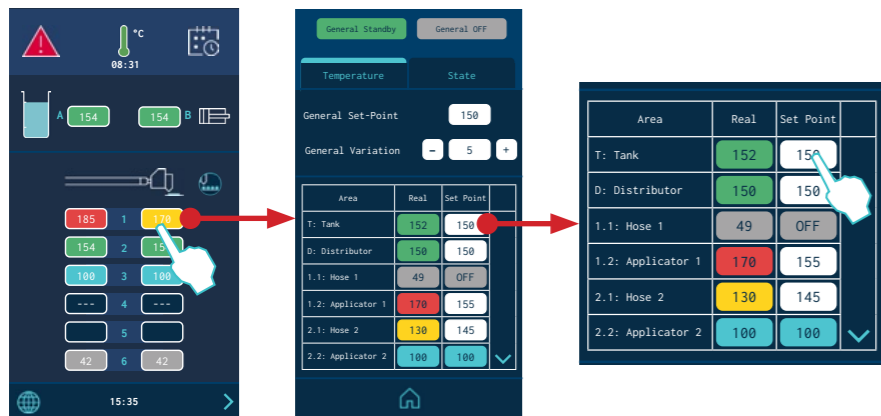 °C
08:31
A 154 154 B
185 1 170
154 2
100 3 100
--- 4 ---
5
42 6 42
15:35
General Standby General OFF
Temperature State
General Set-Point 150
General Variation - 5 +
Area Real Set Point
T: Tank 152 150
D: Distributor 150 150
1.1: Hose 1 49 OFF
1.2: Applicator 1 170 155
2.1: Hose 2 130 145
2.2: Applicator 2 100 100
Area Real Set Point
T: Tank 152 150
D: Distributor 150 150
1.1: Hose 1 49 OFF
1.2: Applicator 1 170 155
2.1: Hose 2 130 145
2.2: Applicator 2 100 100